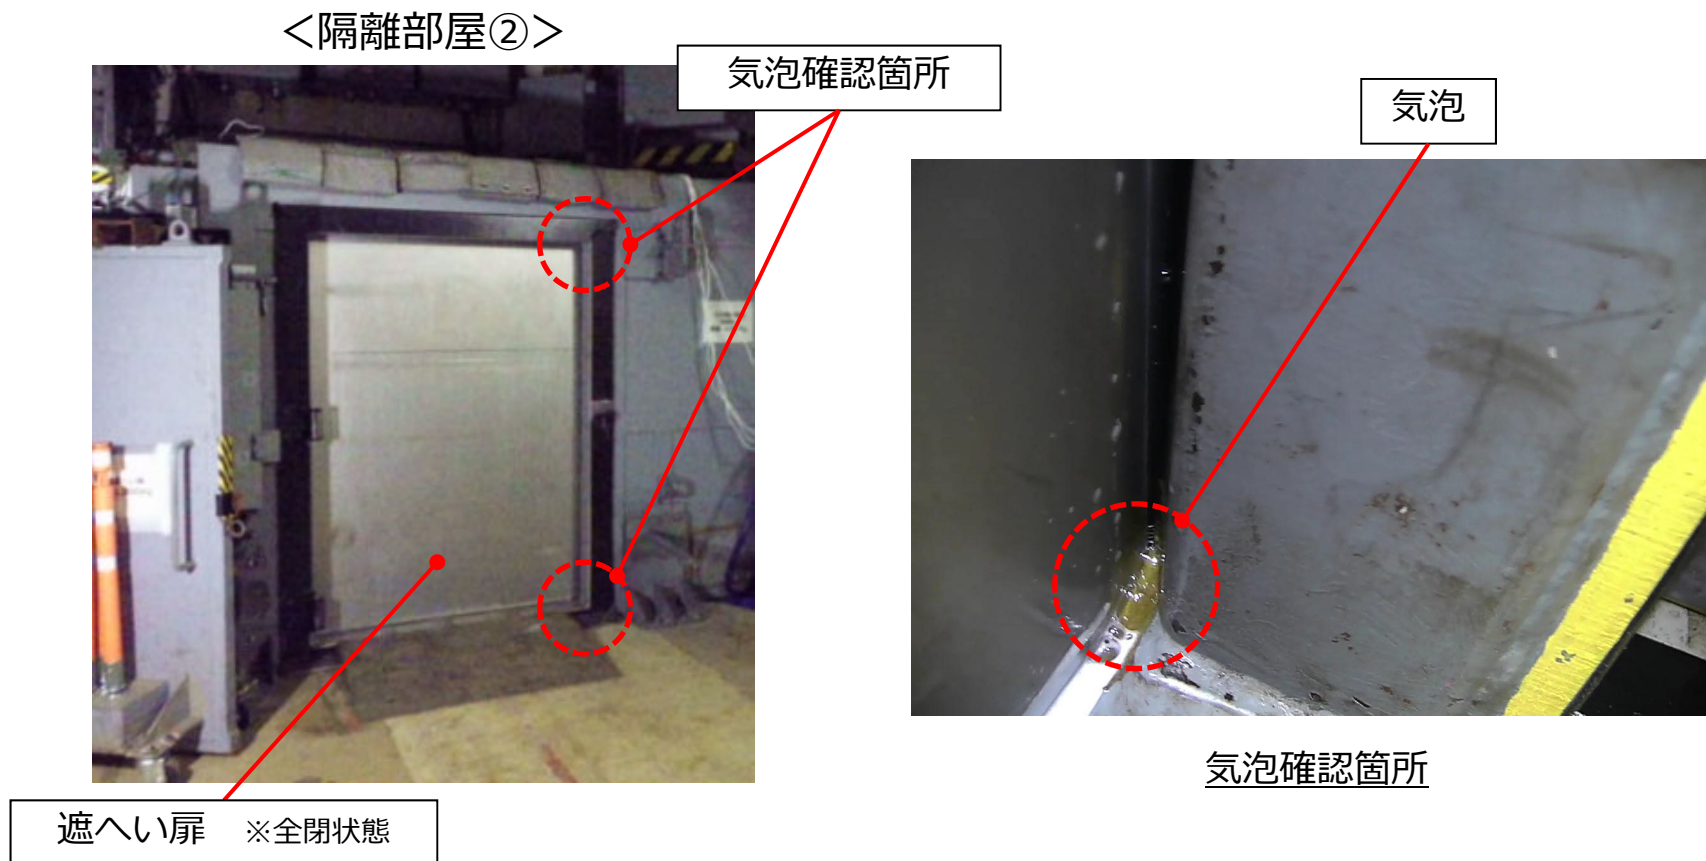 ＜隔離部屋②＞
気泡確認箇所
気泡
気泡確認箇所
遮へい扉　※全閉状態